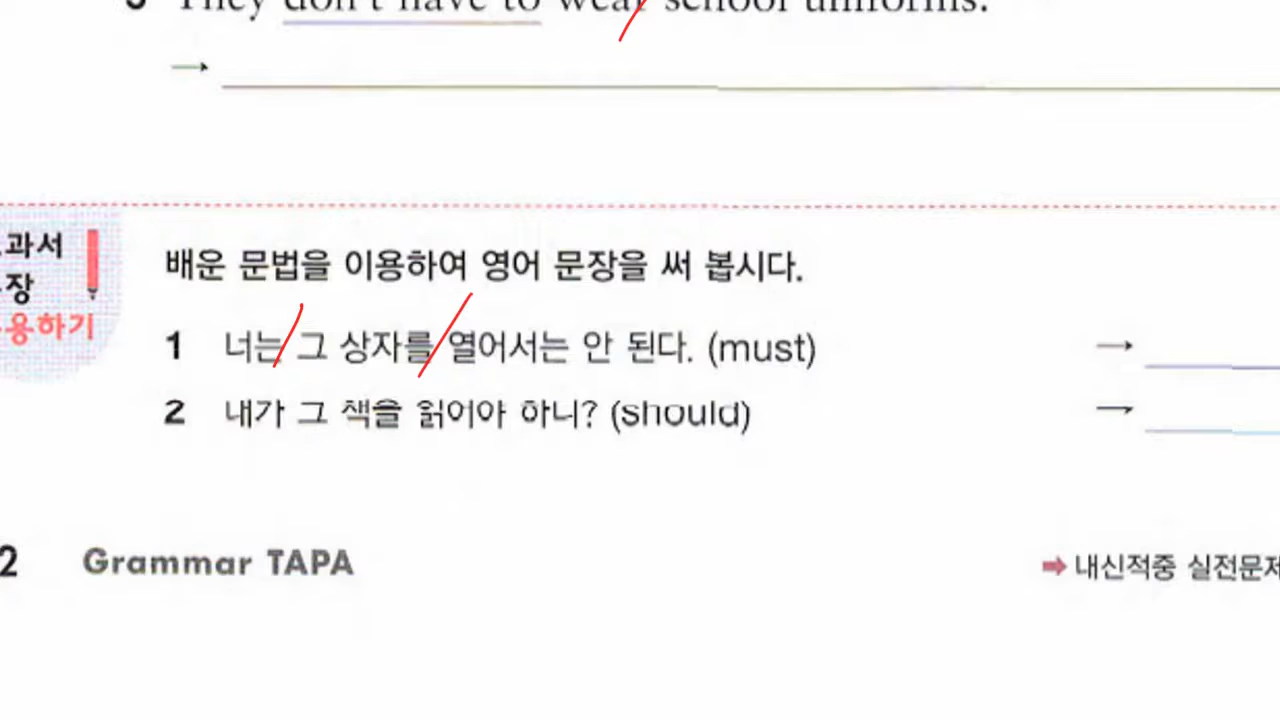 They don't have to wear school uniforms.
→
과서
배운 문법을 이용하여 영어 문장을 써 봅시다.
장
용하기
1 너는 그 상자를 열어서는 안 된다. (must) →
2 내가 그 책을 읽어야 하니? (should) →
2 Grammar TAPA
➡ 내신적중 실전문제